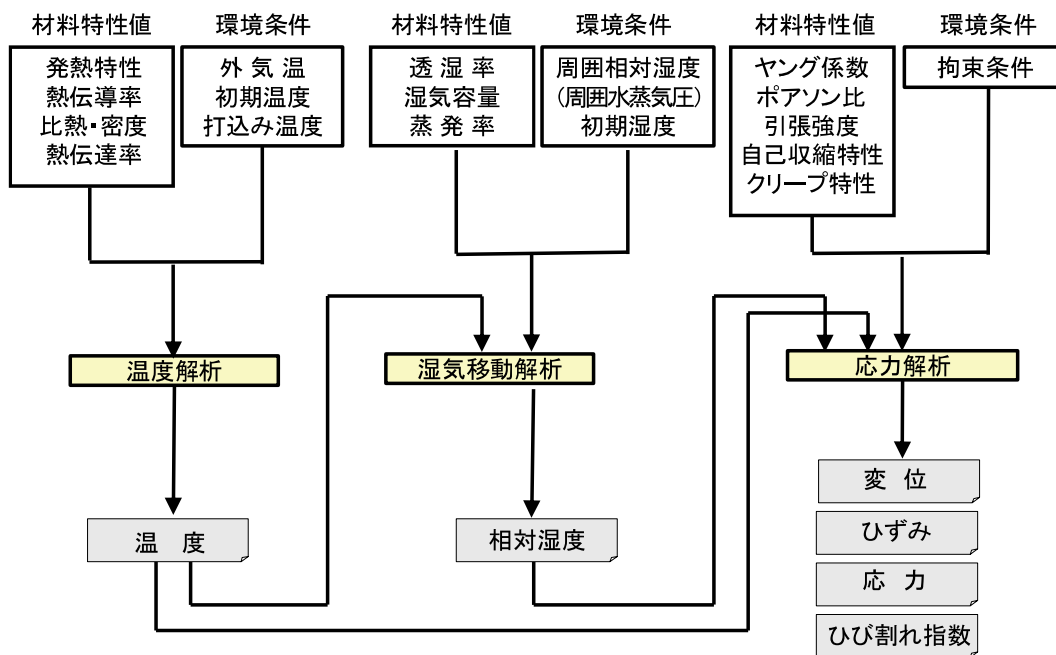 材料特性値
環境条件
発熱特性
熱伝導率
比熱・密度
熱伝達率
外 気 温
初期温度
打込み温度
温度解析
温 度
材料特性値
環境条件
透 湿 率
湿気容量
蒸 発 率
周囲相対湿度
(周囲水蒸気圧)
初期湿度
湿気移動解析
相対湿度
材料特性値
環境条件
ヤング係数
ポアソン比
引張強度
自己収縮特性
クリープ特性
拘束条件
応力解析
変 位
ひずみ
応 力
ひび割れ指数